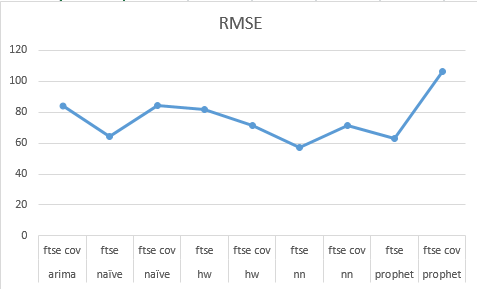 RMSE
120
100
80
60
40
20
0
ftse cov ftse ftse cov ftse ftse cov ftse ftse cov ftse ftse cov
arima naïve naïve hw hw nn nn prophet prophet